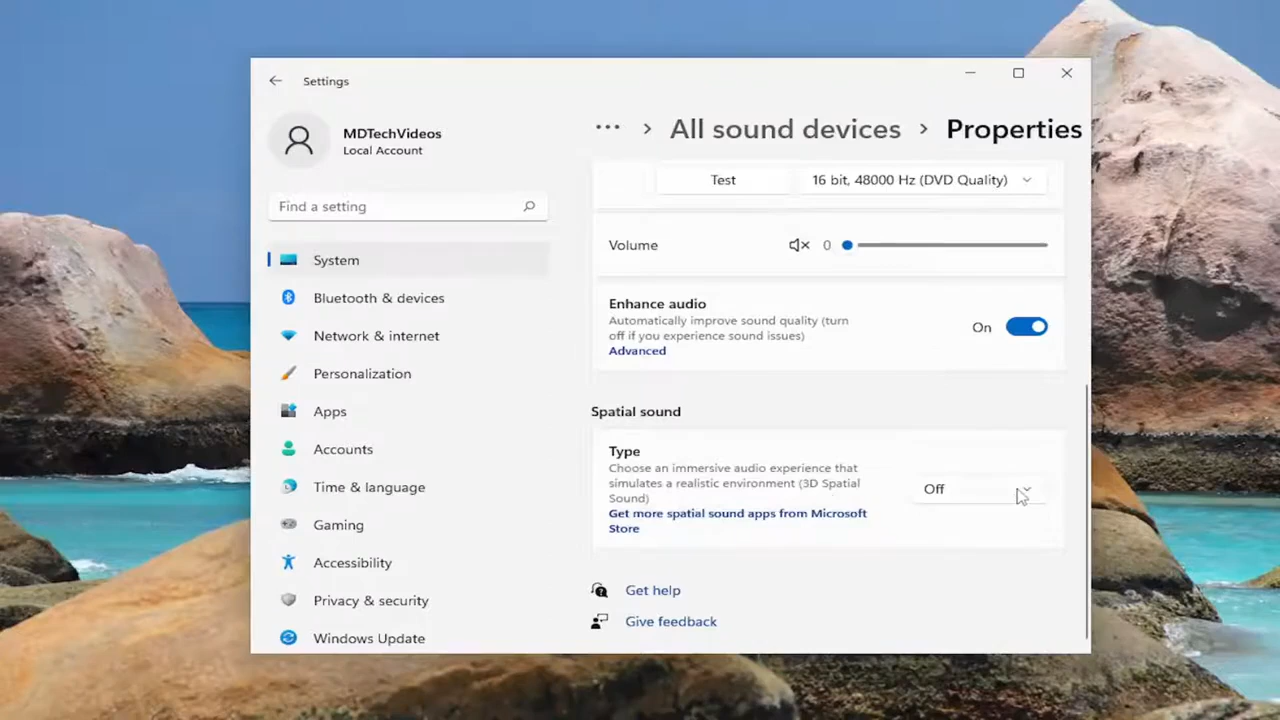 Settings
MDTechVideos
Local Account
Find a setting
System
Bluetooth & devices
Network & internet
Personalization
Apps
Accounts
Time & language
Gaming
Accessibility
Privacy & security
Windows Update
··· > All sound devices > Properties
Test
16 bit, 48000 Hz (DVD Quality)
Volume
0
Enhance audio
Automatically improve sound quality (turn
off if you experience sound issues)
Advanced
On
Spatial sound
Type
Choose an immersive audio experience that
simulates a realistic environment (3D Spatial
Sound)
Get more spatial sound apps from Microsoft
Store
Off
Get help
Give feedback